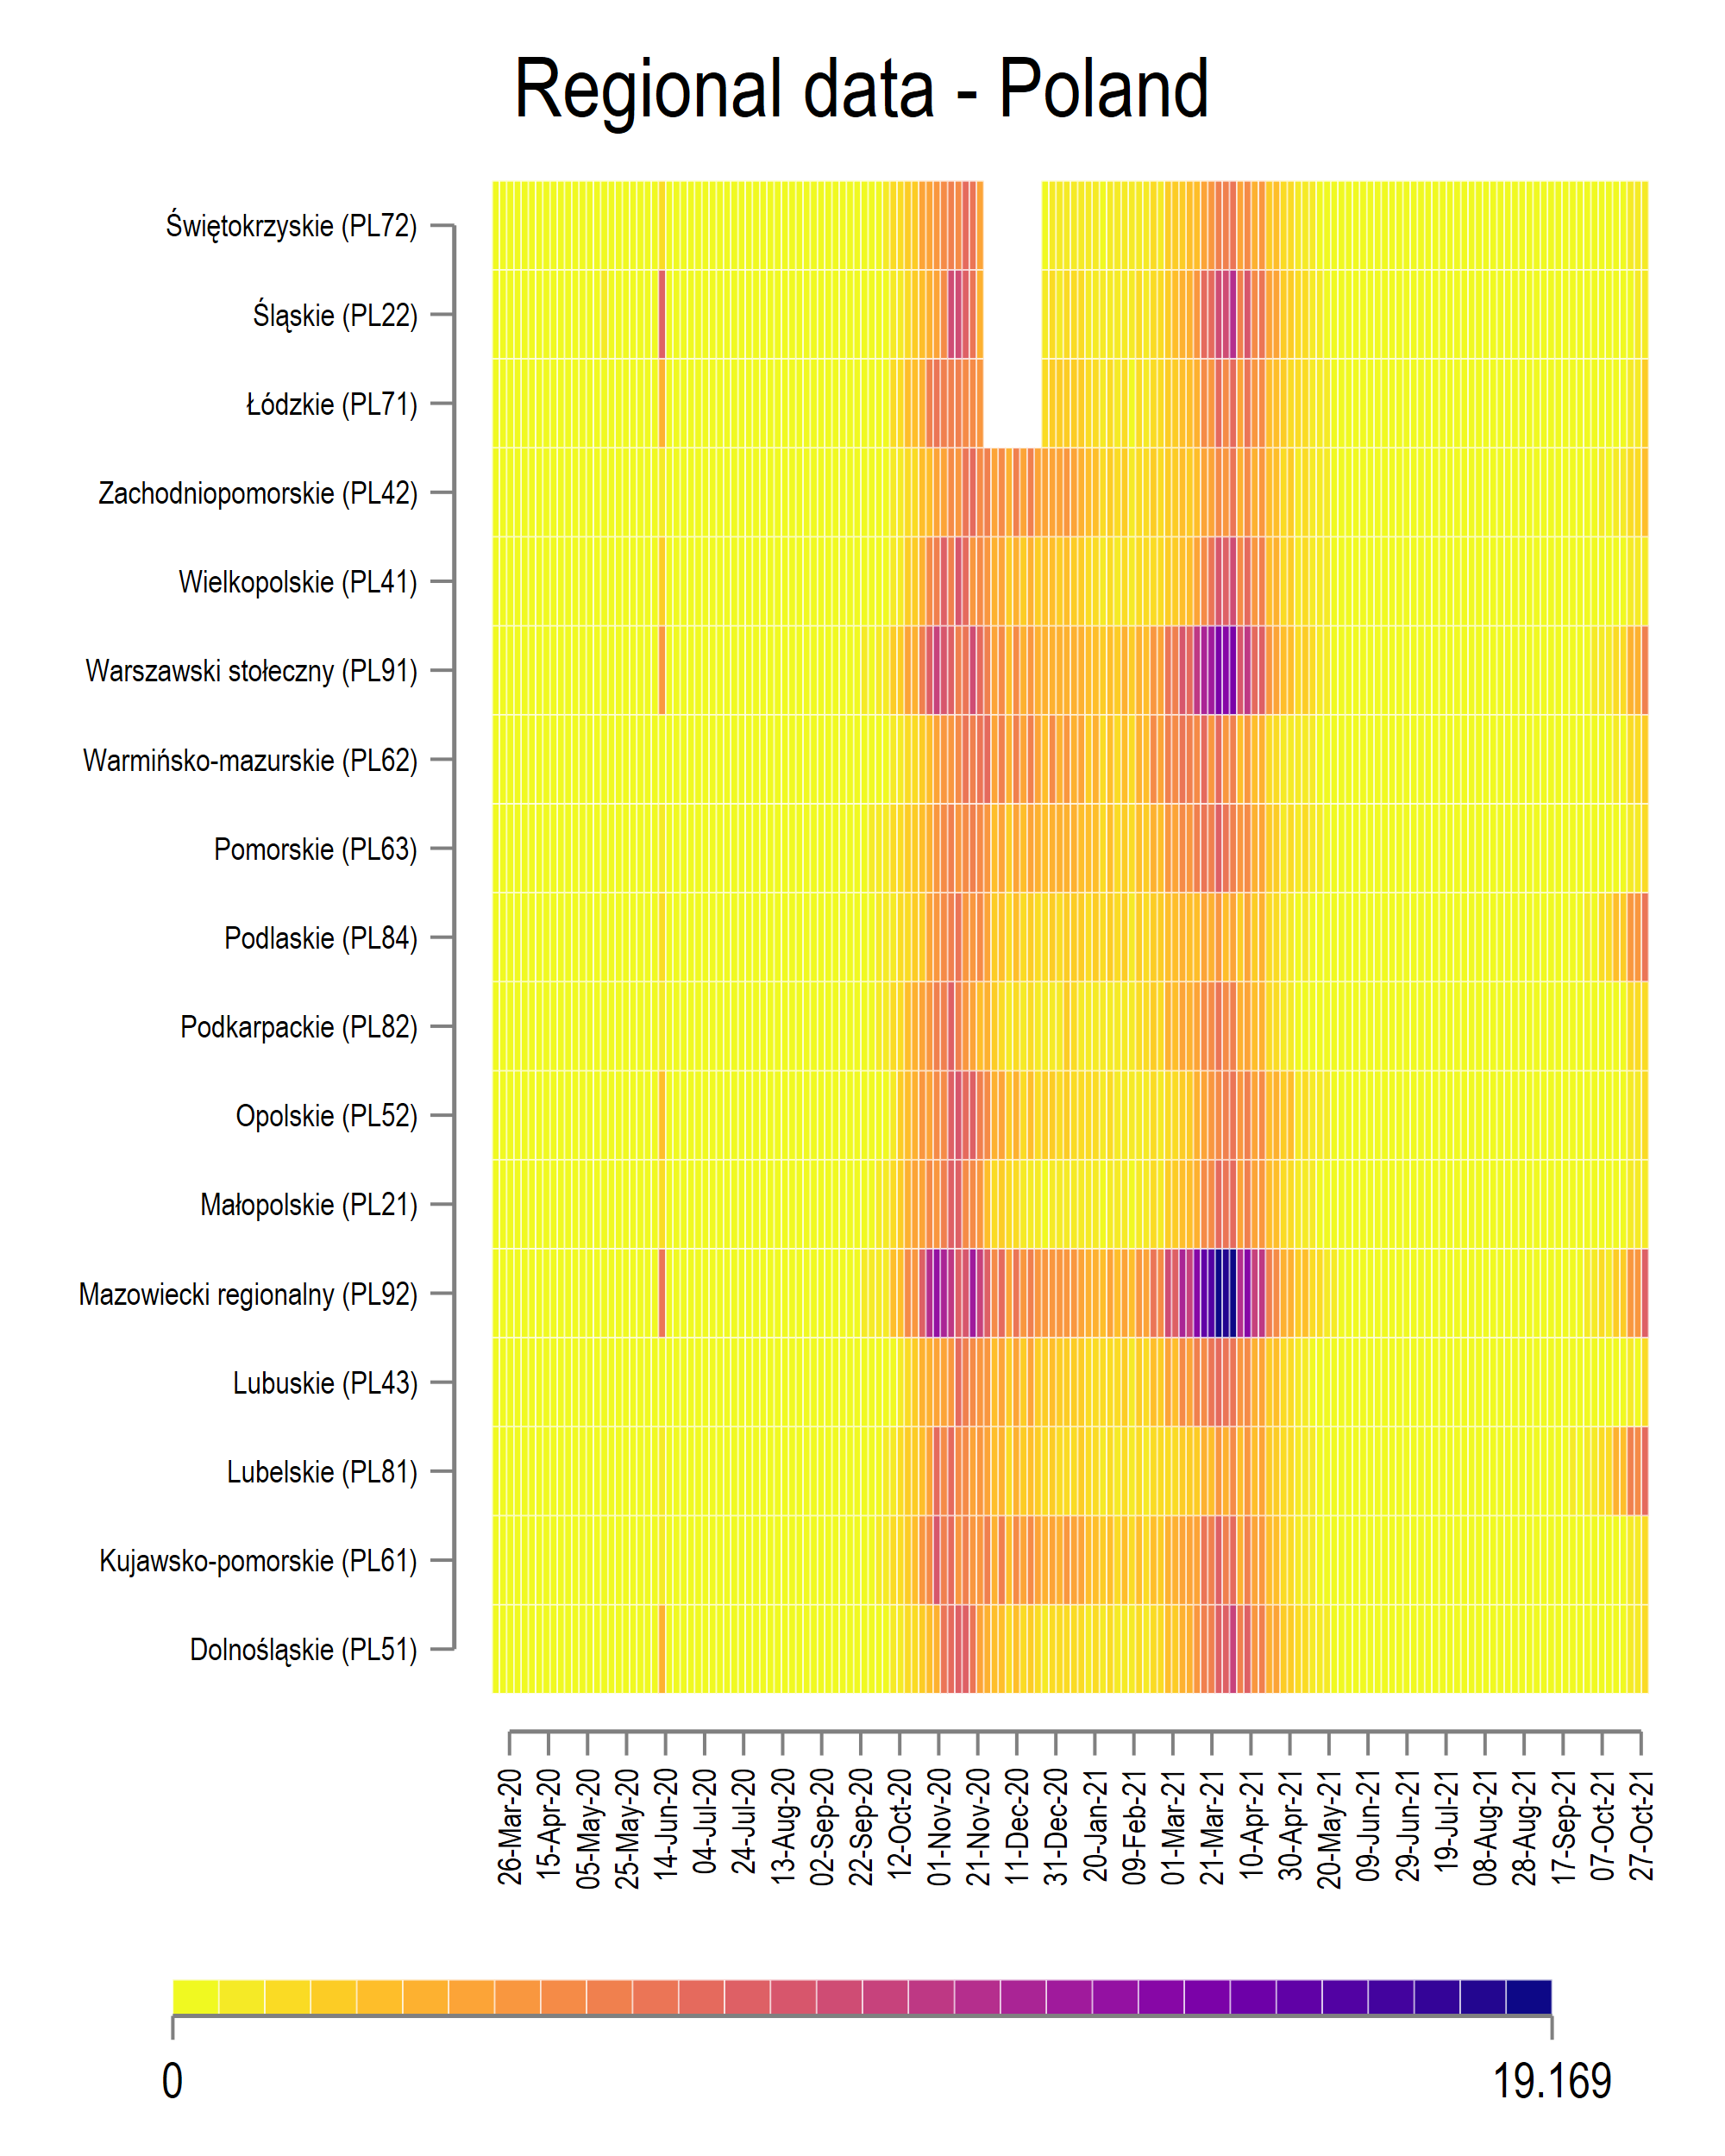 Regional data - Poland
Świętokrzyskie (PL72)
Śląskie (PL22)
Łódzkie (PL71)
Zachodniopomorskie (PL42)
Wielkopolskie (PL41)
Warszawski stołeczny (PL91)
Warmińsko-mazurskie (PL62)
Pomorskie (PL63)
Podlaskie (PL84)
Podkarpackie (PL82)
Opolskie (PL52)
Małopolskie (PL21)
Mazowiecki regionalny (PL92)
Lubuskie (PL43)
Lubelskie (PL81)
Kujawsko-pomorskie (PL61)
Dolnośląskie (PL51)
26-Mar-20
15-Apr-20
05-May-20
25-May-20
14-Jun-20
04-Jul-20
24-Jul-20
13-Aug-20
02-Sep-20
22-Sep-20
12-Oct-20
01-Nov-20
21-Nov-20
11-Dec-20
31-Dec-20
20-Jan-21
09-Feb-21
01-Mar-21
21-Mar-21
10-Apr-21
30-Apr-21
20-May-21
09-Jun-21
29-Jun-21
19-Jul-21
08-Aug-21
28-Aug-21
17-Sep-21
07-Oct-21
27-Oct-21
0
19.169